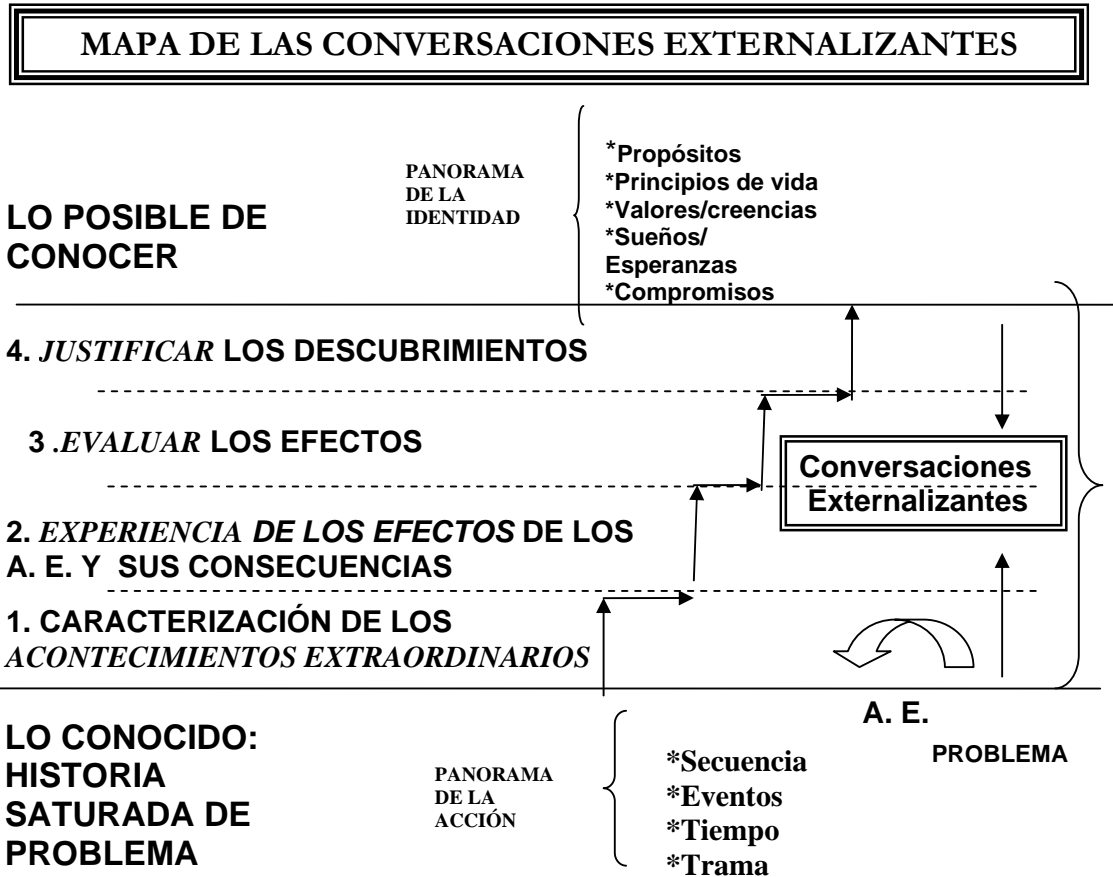 MAPA DE LAS CONVERSACIONES EXTERNALIZANTES
LO POSIBLE DE
CONOCER
PANORAMA
DE LA
IDENTIDAD
*Propósitos
*Principios de vida
*Valores/creencias
*Sueños/
Esperanzas
*Compromisos
4. JUSTIFICAR LOS DESCUBRIMIENTOS
3 .EVALUAR LOS EFECTOS
Conversaciones
Externalizantes
2. EXPERIENCIA DE LOS EFECTOS DE LOS
A. E. Y SUS CONSECUENCIAS
1. CARACTERIZACIÓN DE LOS
ACONTECIMIENTOS EXTRAORDINARIOS
A. E.
PROBLEMA
LO CONOCIDO:
HISTORIA
SATURADA DE
PROBLEMA
PANORAMA
DE LA
ACCIÓN
*Secuencia
*Eventos
*Tiempo
*Trama